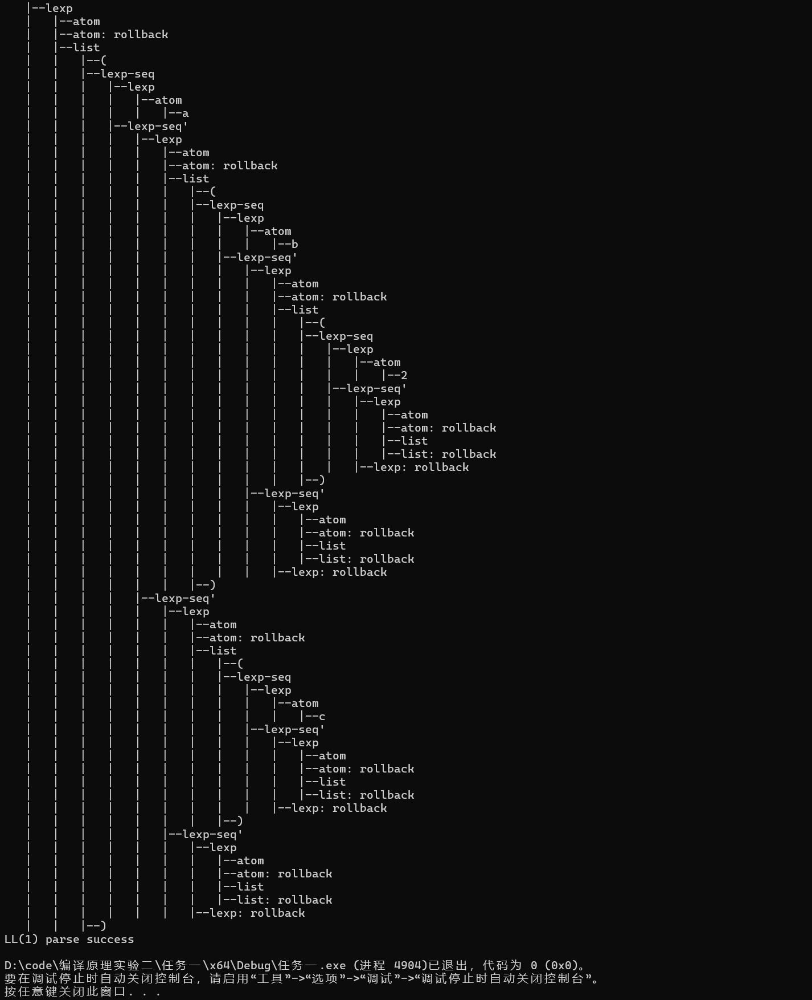 |--lexp
   |   |--atom
   |   |--atom: rollback
   |   |--list
   |   |   |--(
   |   |   |--lexp-seq
   |   |   |   |--lexp
   |   |   |   |   |--atom
   |   |   |   |   |   |--a
   |   |   |   |--lexp-seq'
   |   |   |   |   |--lexp
   |   |   |   |   |   |--atom
   |   |   |   |   |   |--atom: rollback
   |   |   |   |   |   |--list
   |   |   |   |   |   |   |--(
   |   |   |   |   |   |   |--lexp-seq
   |   |   |   |   |   |   |   |--lexp
   |   |   |   |   |   |   |   |   |--atom
   |   |   |   |   |   |   |   |   |   |--b
   |   |   |   |   |   |   |   |--lexp-seq'
   |   |   |   |   |   |   |   |   |--lexp
   |   |   |   |   |   |   |   |   |   |--atom
   |   |   |   |   |   |   |   |   |   |--atom: rollback
   |   |   |   |   |   |   |   |   |   |--list
   |   |   |   |   |   |   |   |   |   |   |--(
   |   |   |   |   |   |   |   |   |   |   |--lexp-seq
   |   |   |   |   |   |   |   |   |   |   |   |--lexp
   |   |   |   |   |   |   |   |   |   |   |   |   |--atom
   |   |   |   |   |   |   |   |   |   |   |   |   |   |--2
   |   |   |   |   |   |   |   |   |   |   |   |--lexp-seq'
   |   |   |   |   |   |   |   |   |   |   |   |   |--lexp
   |   |   |   |   |   |   |   |   |   |   |   |   |   |--atom
   |   |   |   |   |   |   |   |   |   |   |   |   |   |--atom: rollback
   |   |   |   |   |   |   |   |   |   |   |   |   |   |--list
   |   |   |   |   |   |   |   |   |   |   |   |   |   |--list: rollback
   |   |   |   |   |   |   |   |   |   |   |   |   |--lexp: rollback
   |   |   |   |   |   |   |   |   |   |   |--)
   |   |   |   |   |   |   |   |   |--lexp-seq'
   |   |   |   |   |   |   |   |   |   |--lexp
   |   |   |   |   |   |   |   |   |   |   |--atom
   |   |   |   |   |   |   |   |   |   |   |--atom: rollback
   |   |   |   |   |   |   |   |   |   |   |--list
   |   |   |   |   |   |   |   |   |   |   |--list: rollback
   |   |   |   |   |   |   |   |   |   |--lexp: rollback
   |   |   |   |   |   |   |--)
   |   |   |   |   |--lexp-seq'
   |   |   |   |   |   |--lexp
   |   |   |   |   |   |   |--atom
   |   |   |   |   |   |   |--atom: rollback
   |   |   |   |   |   |   |--list
   |   |   |   |   |   |   |   |--(
   |   |   |   |   |   |   |   |--lexp-seq
   |   |   |   |   |   |   |   |   |--lexp
   |   |   |   |   |   |   |   |   |   |--atom
   |   |   |   |   |   |   |   |   |   |   |--c
   |   |   |   |   |   |   |   |   |--lexp-seq'
   |   |   |   |   |   |   |   |   |   |--lexp
   |   |   |   |   |   |   |   |   |   |   |--atom
   |   |   |   |   |   |   |   |   |   |   |--atom: rollback
   |   |   |   |   |   |   |   |   |   |   |--list
   |   |   |   |   |   |   |   |   |   |   |--list: rollback
   |   |   |   |   |   |   |   |   |   |--lexp: rollback
   |   |   |   |   |   |   |   |--)
   |   |   |   |   |   |--lexp-seq'
   |   |   |   |   |   |   |--lexp
   |   |   |   |   |   |   |   |--atom
   |   |   |   |   |   |   |   |--atom: rollback
   |   |   |   |   |   |   |   |--list
   |   |   |   |   |   |   |   |--list: rollback
   |   |   |   |   |   |   |--lexp: rollback
   |   |   |--)
LL(1) parse success

D:\code\编译原理实验二\任务一\x64\Debug\任务一.exe (进程 4904)已退出，代码为 0 (0x0)。
要在调试停止时自动关闭控制台，请启用“工具”->“选项”->“调试”->“调试停止时自动关闭控制台”。
按任意键关闭此窗口. . .